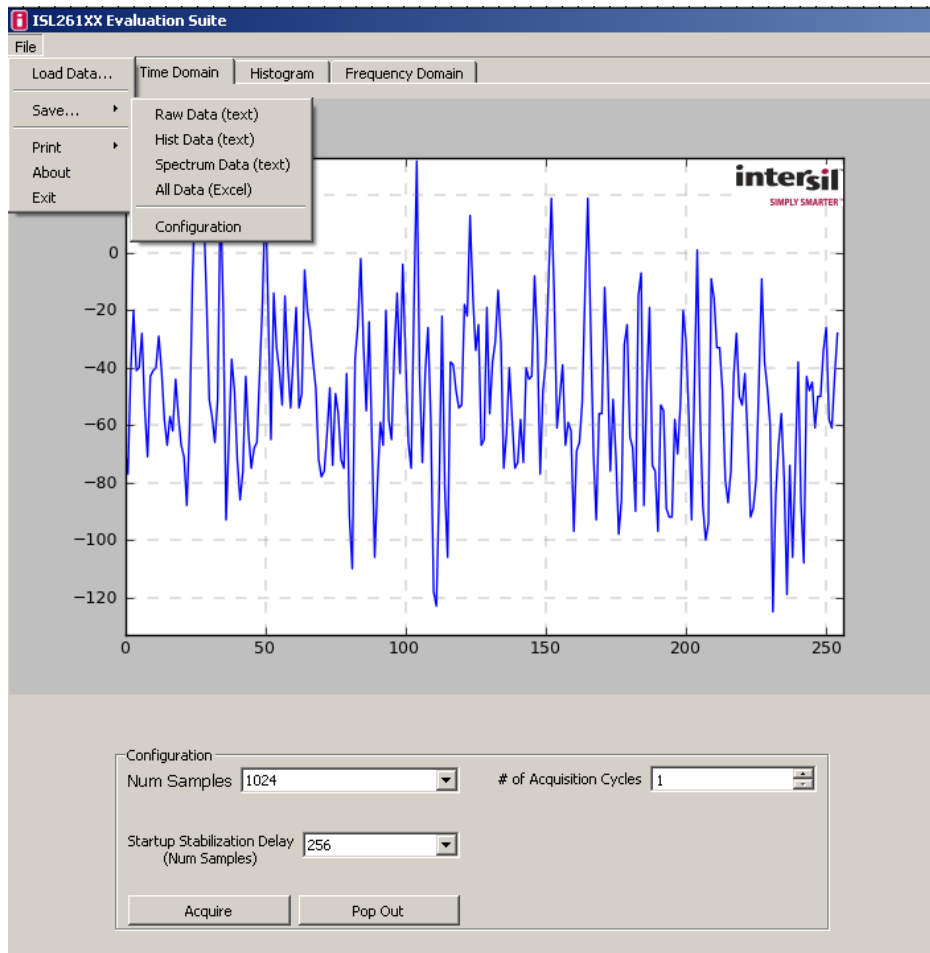 ISL261XX Evaluation Suite
File
Load Data...
Time Domain
Histogram
Frequency Domain
Save...
Raw Data (text)
Hist Data (text)
Spectrum Data (text)
All Data (Excel)
Configuration
Print
About
Exit
intersil
SIMPLY SMARTER
0
−20
−40
−60
−80
−100
−120
0 50 100 150 200 250
Configuration
Num Samples 1024
# of Acquisition Cycles 1
Startup Stabilization Delay 256
(Num Samples)
Acquire
Pop Out